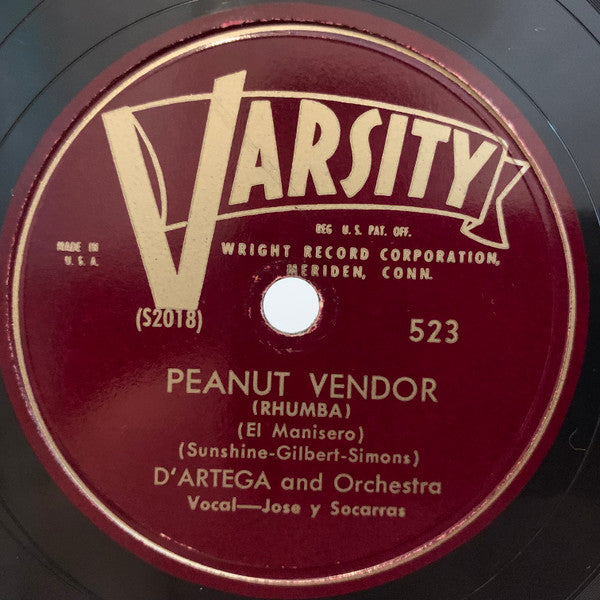 VARSITY
REG U.S. PAT. OFF.
MADE IN
U.S.A.
WRIGHT RECORD CORPORATION,
MERIDEN, CONN.
(S2018)
523
PEANUT VENDOR
(RHUMBA)
(El Manisero)
(Sunshine-Gilbert-Simons)
D'ARTEGA and Orchestra
Vocal—Jose y Socarras